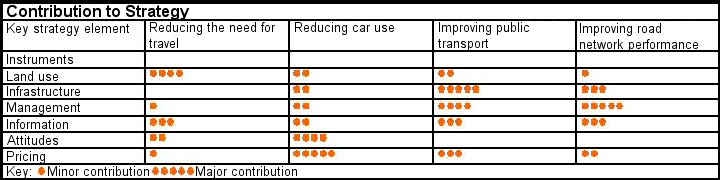 Contribution to Strategy
Key strategy element Reducing the need for travel Reducing car use Improving public transport Improving road network performance
Instruments
Land use
Infrastructure
Management
Information
Attitudes
Pricing
Key: Minor contribution Major contribution